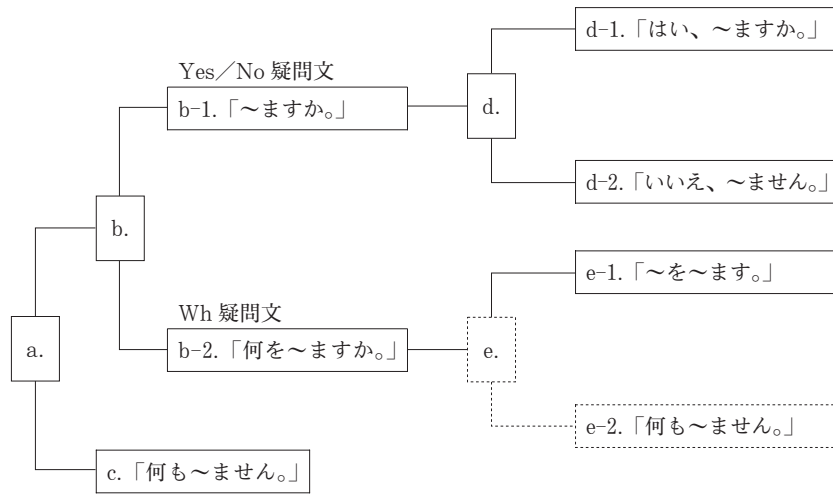 d-1.「はい、～ますか。」
Yes／No 疑問文
b-1.「～ますか。」
d.
d-2.「いいえ、～ません。」
b.
e-1.「～を～ます。」
Wh 疑問文
b-2.「何を～ますか。」
e.
a.
e-2.「何も～ません。」
c.「何も～ません。」